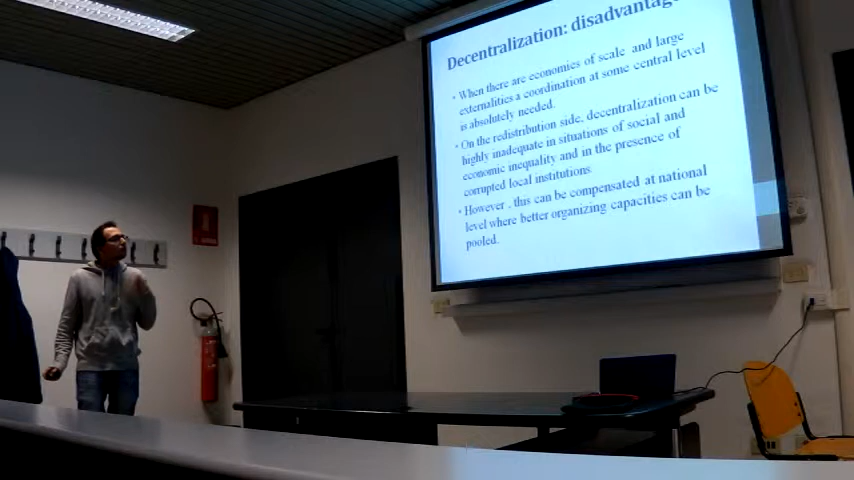 Decentralization: disadvantage
• When there are economies of scale and large
externalities a coordination at some central level
is absolutely needed.
• On the redistribution side, decentralization can be
highly inadequate in situations of social and
economic inequality and in the presence of
corrupted local institutions.
• However , this can be compensated at national
level where better organizing capacities can be
pooled.